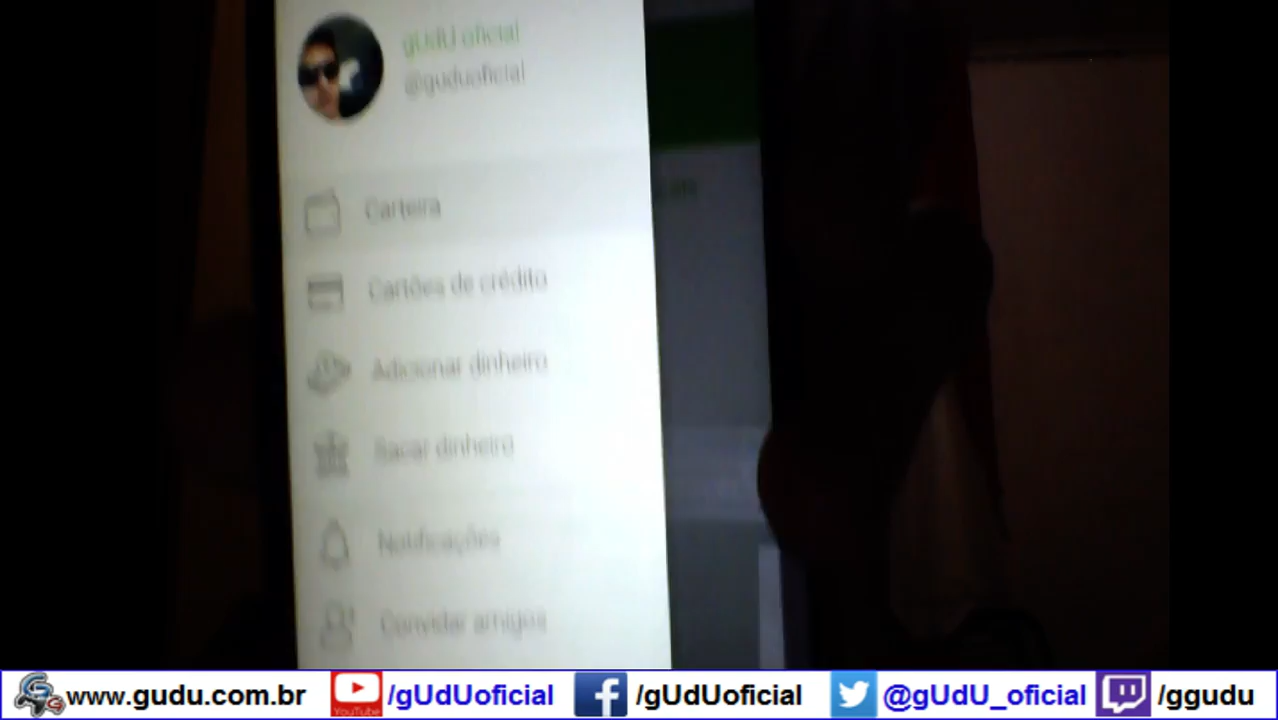 gUdU oficial
@guduoficial
Carteira
Cartões de crédito
Adicionar dinheiro
Sacar dinheiro
Notificações
Convidar amigos
www.gudu.com.br
YouTube
/gUdUoficial
/gUdUoficial
@gUdU_oficial
/ggudu